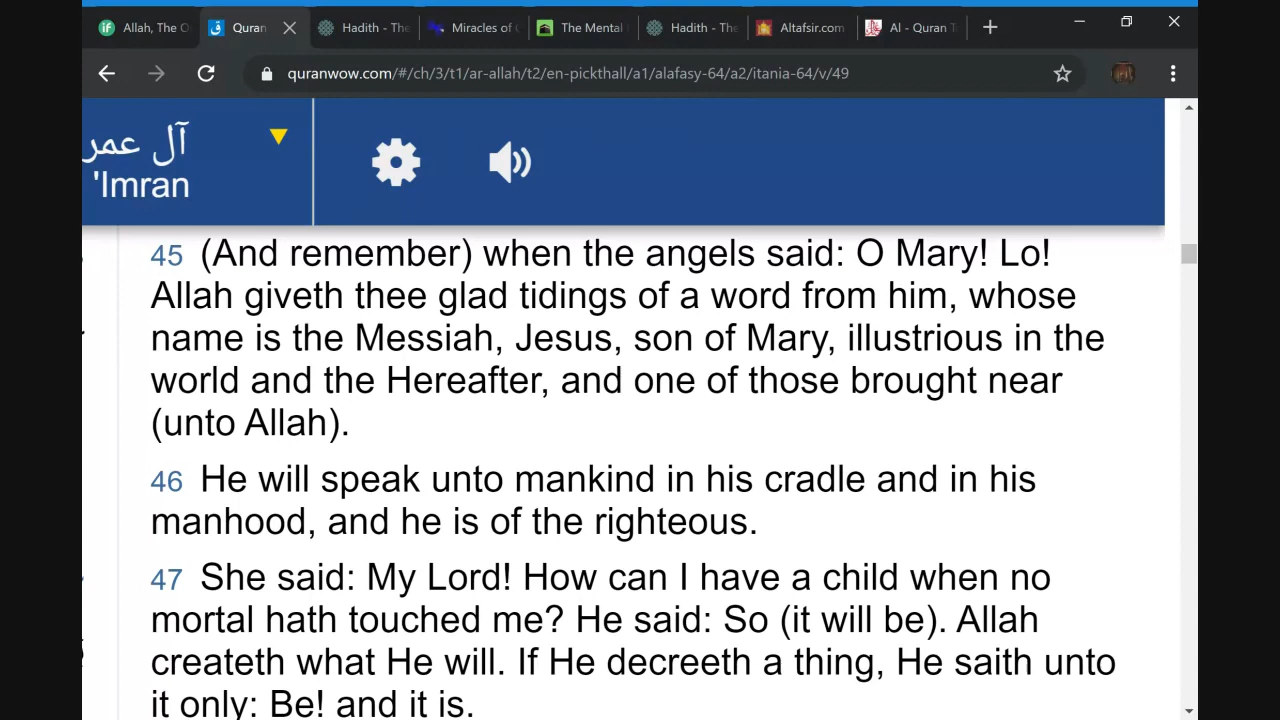 Allah, The O
Quran
Hadith - The
Miracles of
The Mental
Hadith - The
Altafsir.com
Al - Quran T
quranwow.com/#/ch/3/t1/ar-allah/t2/en-pickthall/a1/alafasy-64/a2/itania-64/v/49
آل عمر
'Imran
45 (And remember) when the angels said: O Mary! Lo!
Allah giveth thee glad tidings of a word from him, whose
name is the Messiah, Jesus, son of Mary, illustrious in the
world and the Hereafter, and one of those brought near
(unto Allah).
46 He will speak unto mankind in his cradle and in his
manhood, and he is of the righteous.
47 She said: My Lord! How can I have a child when no
mortal hath touched me? He said: So (it will be). Allah
createth what He will. If He decreeth a thing, He saith unto
it only: Be! and it is.